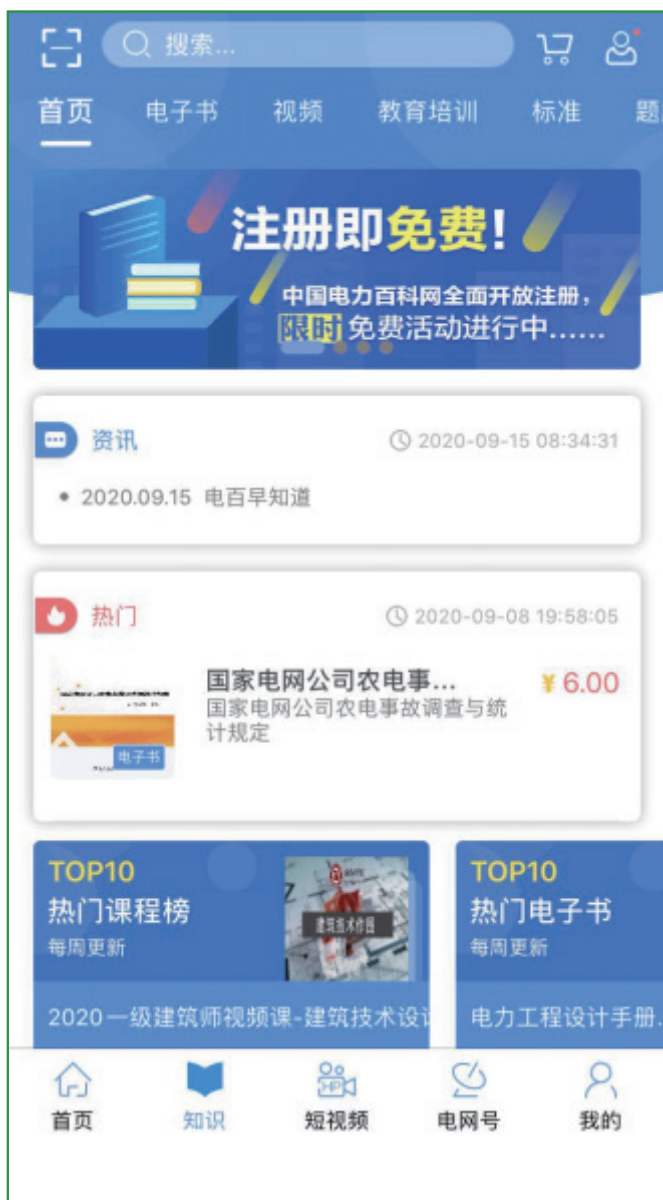 搜索...
首页 电子书 视频 教育培训 标准
注册即免费!
中国电力百科网全面开放注册，
限时免费活动进行中......
资讯 2020-09-15 08:34:31
• 2020.09.15 电百早知道
热门 2020-09-08 19:58:05
国家电网公司农电事... ¥ 6.00
国家电网公司农电事故调查与统
计规定
电子书
TOP10
热门课程榜
每周更新
建筑技术作图
2020一级建筑师视频课-建筑技术设
TOP10
热门电子书
每周更新
电力工程设计手册.
首页 知识 短视频 电网号 我的